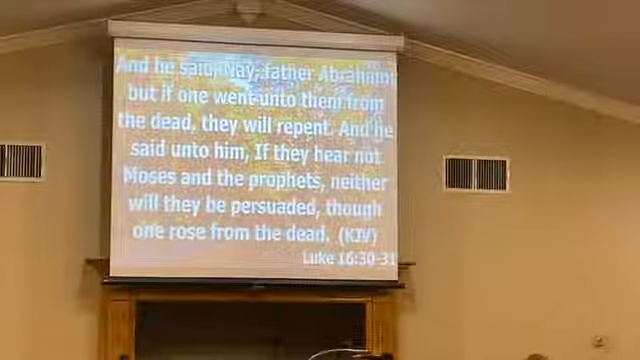 And he said, Nay, father Abraham:
but if one went unto them from
the dead, they will repent. And he
said unto him, If they hear not
Moses and the prophets, neither
will they be persuaded, though
one rose from the dead. (KJV)
Luke 16:30-31